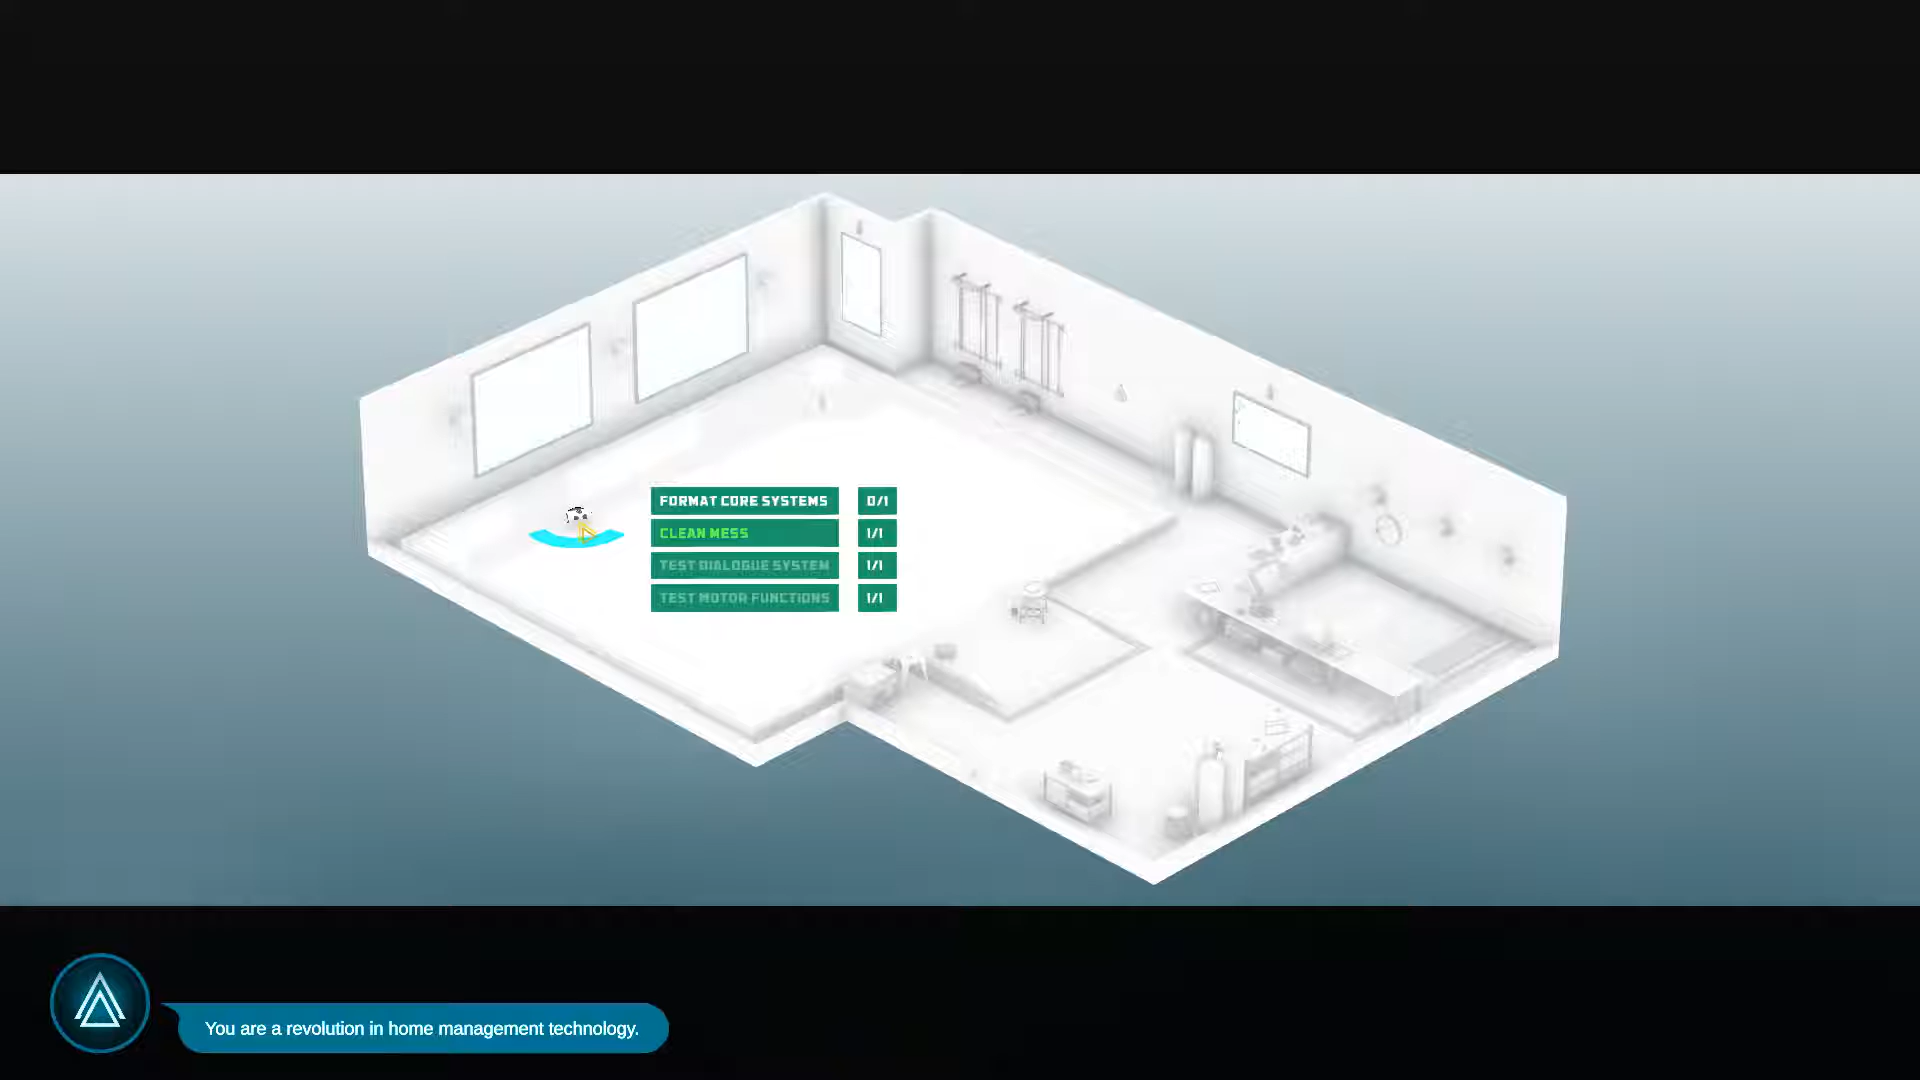 FORMAT CORE SYSTEMS 0/1
CLEAN MESS 1/1
TEST DIALOGUE SYSTEM 1/1
TEST MOTOR FUNCTIONS 1/1
You are a revolution in home management technology.